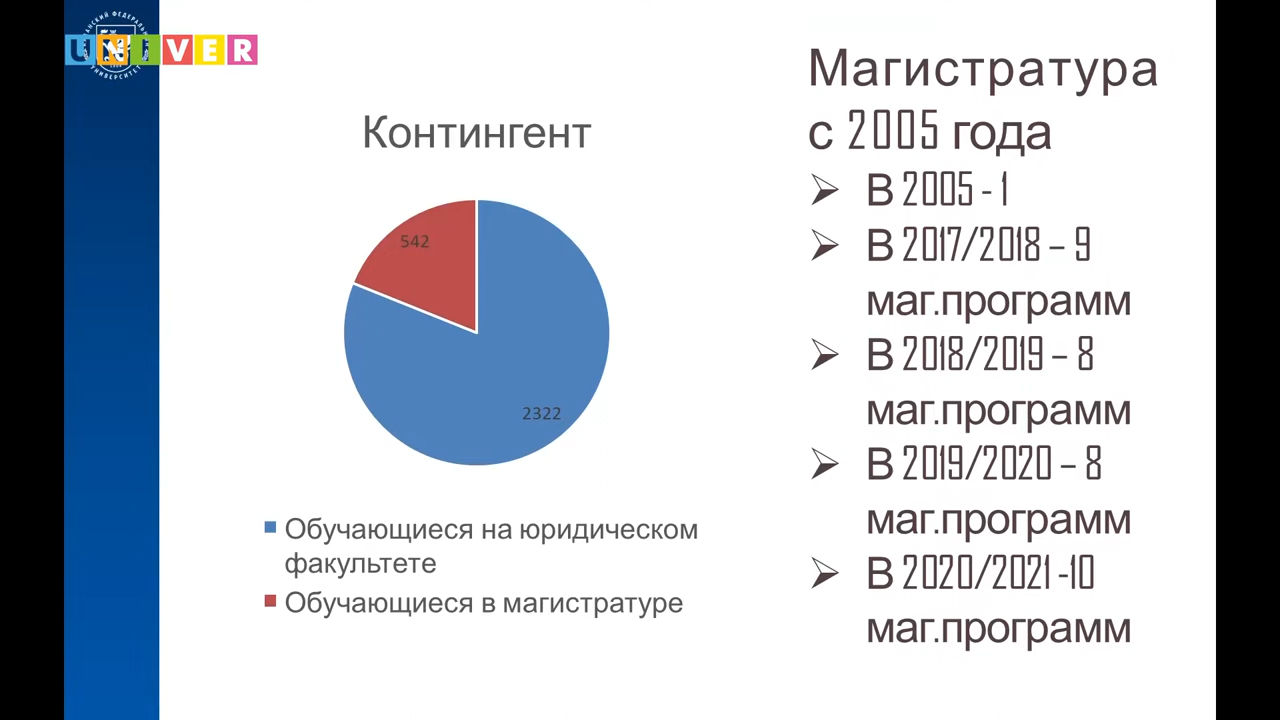 UNIVER
Контингент
542
2322
Обучающиеся на юридическом
факультете
Обучающиеся в магистратуре
Магистратура
с 2005 года
В 2005 - 1
В 2017/2018 – 9
маг.программ
В 2018/2019 – 8
маг.программ
В 2019/2020 – 8
маг.программ
В 2020/2021 -10
маг.программ